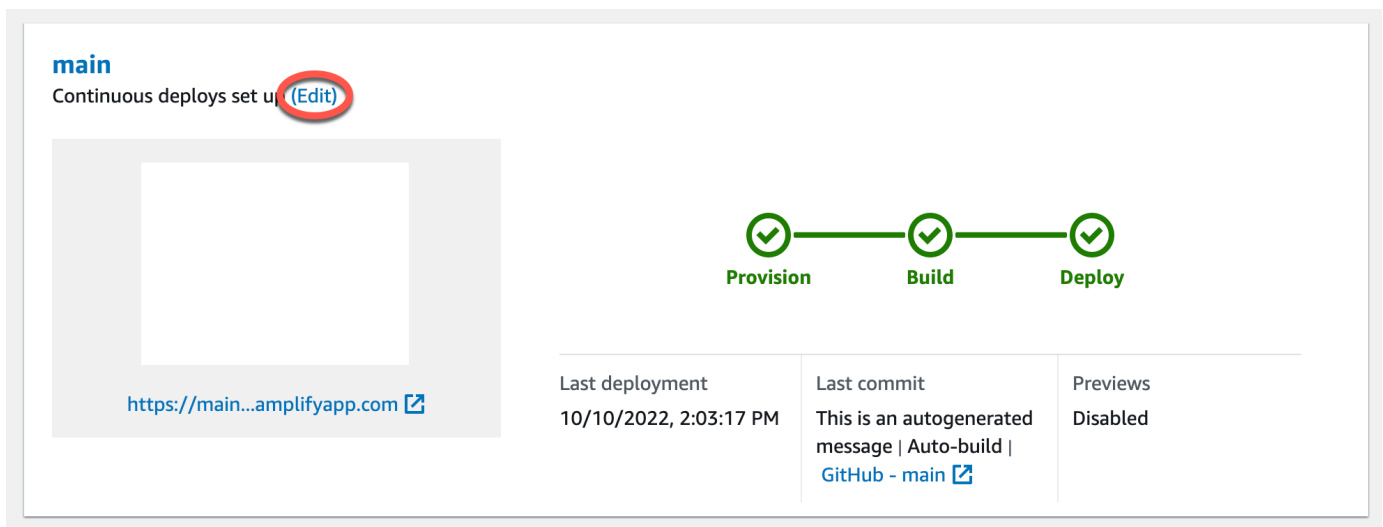 main
Continuous deploys set up (Edit)
Provision
Build
Deploy
https://main...amplifyapp.com
Last deployment
10/10/2022, 2:03:17 PM
Last commit
This is an autogenerated
message | Auto-build |
GitHub - main
Previews
Disabled